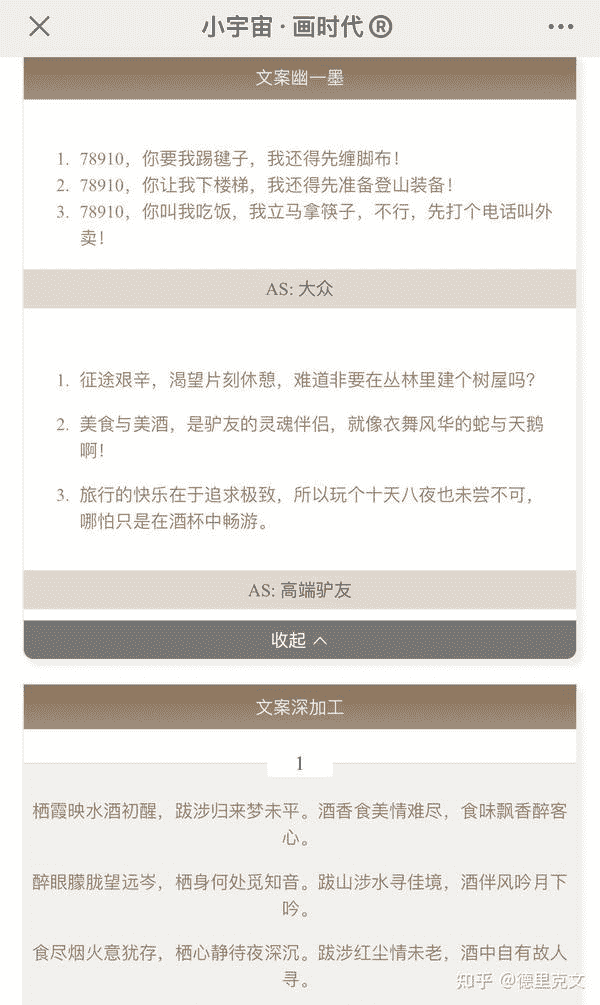 小宇宙 · 画时代 ®
文案幽一墨
1. 78910，你要我踢毽子，我还得先缠脚布！
2. 78910，你让我下楼梯，我还得先准备登山装备！
3. 78910，你叫我吃饭，我立马拿筷子，不行，先打个电话叫外
卖！
AS: 大众
1. 征途艰辛，渴望片刻休憩，难道非要在丛林里建个树屋吗？
2. 美食与美酒，是驴友的灵魂伴侣，就像衣舞风华的蛇与天鹅
啊！
3. 旅行的快乐在于追求极致，所以玩个十天八夜也未尝不可，
哪怕只是在酒杯中畅游。
AS: 高端驴友
收起
文案深加工
1
栖霞映水酒初醒，跋涉归来梦未平。酒香食美情难尽，食味飘香醉客
心。
醉眼朦胧望远岑，栖身何处觅知音。跋山涉水寻佳境，酒伴风吟月下
吟。
食尽烟火意犹存，栖心静待夜深沉。跋涉红尘情未老，酒中自有故人
寻。
知乎 @德里克文